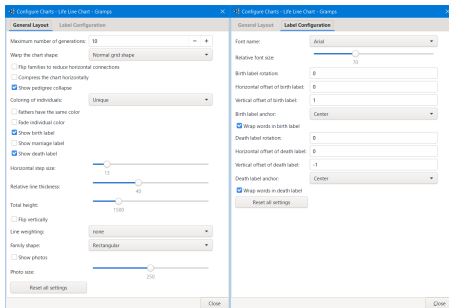 Configure Charts - Life Line Chart - Gramps
General Layout
Label Configuration
Maximum number of generations:
10
Warp the chart shape:
Normal grid shape
Flip families to reduce horizontal connections
Compress the chart horizontally
Show pedigree collapse
Coloring of individuals:
Unique
Fathers have the same color
Fade individual color
Show birth label
Show marriage label
Show death label
Horizontal step size:
13
Relative line thickness:
40
Total height:
1500
Flip vertically
Line weighting:
none
Family shape:
Rectangular
Show photos
Photo size:
250
Reset all settings
Close
Configure Charts - Life Line Chart - Gramps
General Layout
Label Configuration
Font name:
Arial
Relative font size:
70
Birth label rotation:
0
Horizontal offset of birth label:
0
Vertical offset of birth label:
1
Birth label anchor:
Center
Wrap words in birth label
Death label rotation:
0
Horizontal offset of death label:
0
Vertical offset of death label:
-1
Death label anchor:
Center
Wrap words in death label
Reset all settings
Close